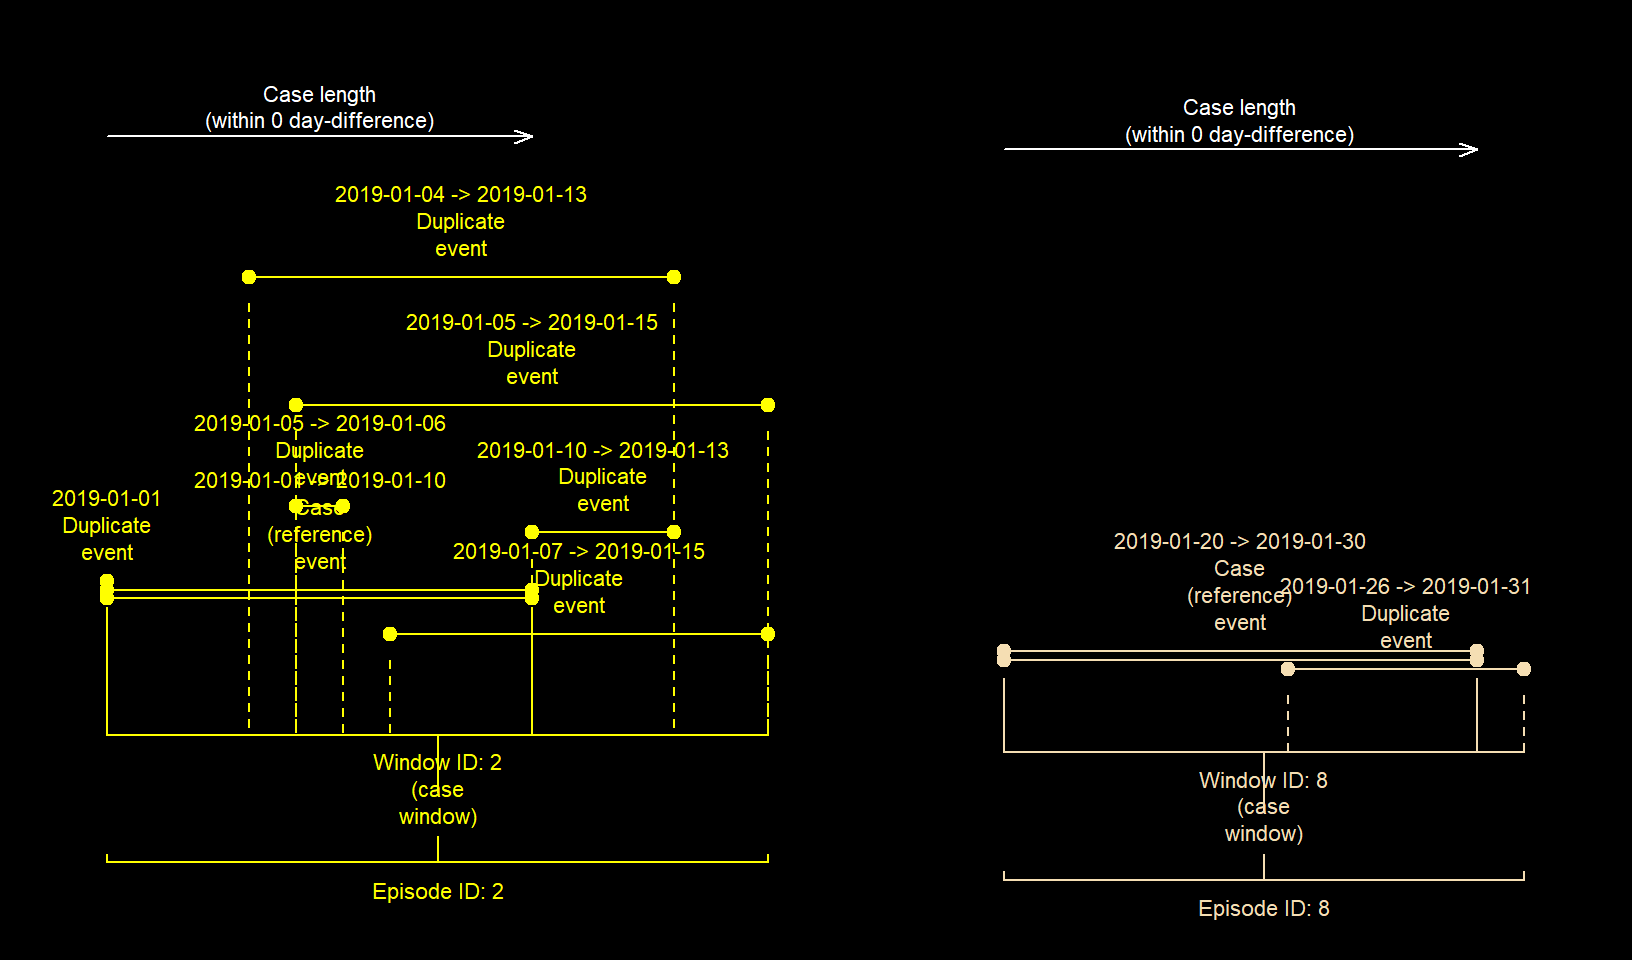 Case length
(within 0 day-difference)
2019-01-04 -> 2019-01-13
Duplicate
event
2019-01-05 -> 2019-01-15
Duplicate
event
2019-01-05 -> 2019-01-06
Duplicate
event
2019-01-01 -> 2019-01-10
Case
(reference)
event
2019-01-10 -> 2019-01-13
Duplicate
event
2019-01-01
Duplicate
event
2019-01-07 -> 2019-01-15
Duplicate
event
Window ID: 2
(case
window)
Episode ID: 2
Case length
(within 0 day-difference)
2019-01-20 -> 2019-01-30
Case
(reference)
event
2019-01-26 -> 2019-01-31
Duplicate
event
Window ID: 8
(case
window)
Episode ID: 8